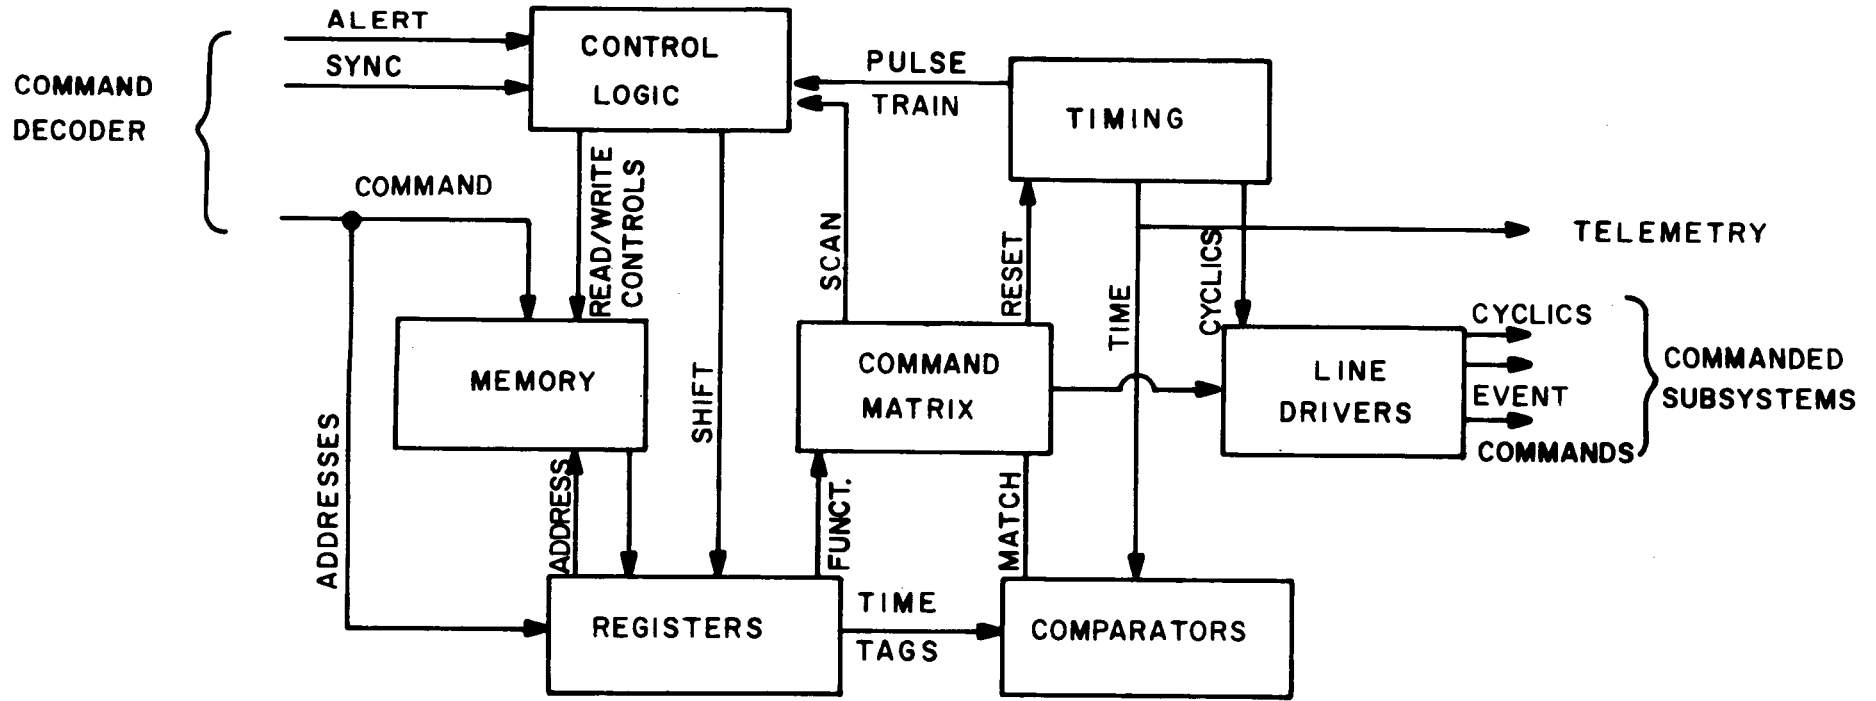 COMMAND
DECODER
ALERT
SYNC
COMMAND
CONTROL
LOGIC
PULSE
TRAIN
TIMING
READ/WRITE
CONTROLS
SCAN
RESET
TIME
CYCLICS
TELEMETRY
MEMORY
SHIFT
COMMAND
MATRIX
LINE
DRIVERS
CYCLICS
EVENT
COMMANDS
COMMANDED
SUBSYSTEMS
ADDRESSES
ADDRESS
FUNCT.
MATCH
REGISTERS
TIME
TAGS
COMPARATORS